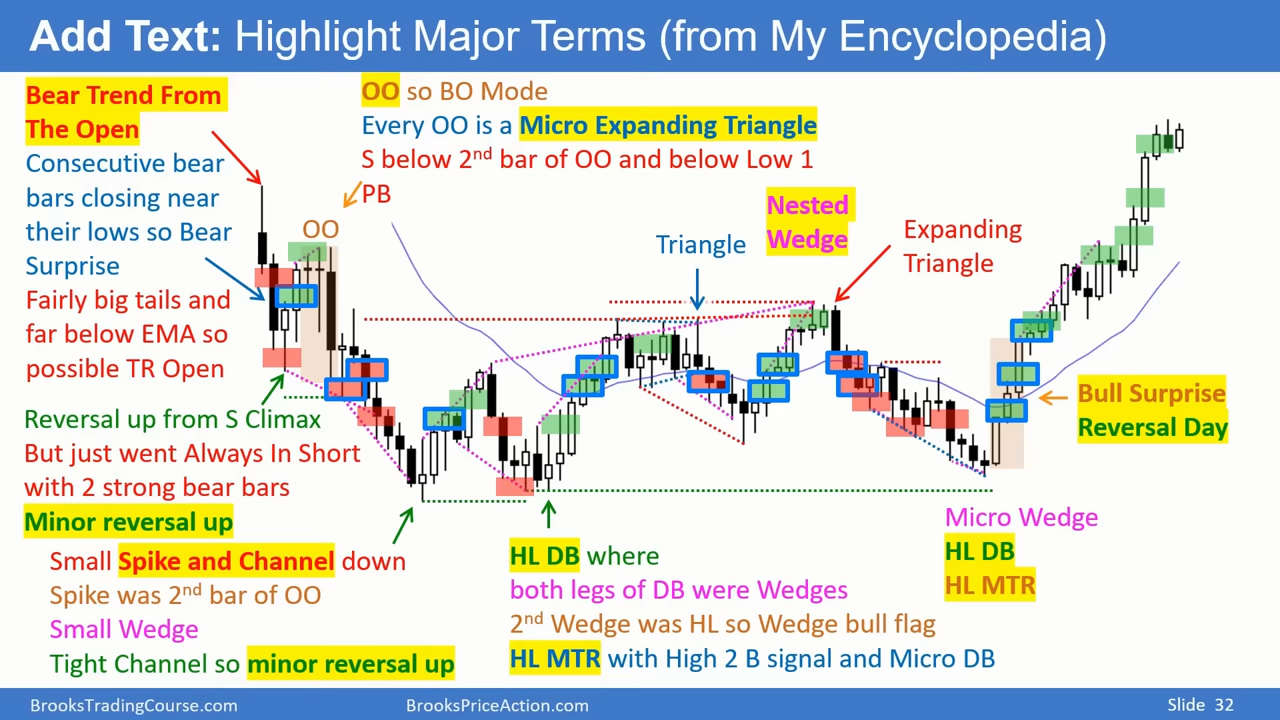 Add Text: Highlight Major Terms (from My Encyclopedia)
Bear Trend From
The Open
Consecutive bear
bars closing near
their lows so Bear
Surprise
Fairly big tails and
far below EMA so
possible TR Open
Reversal up from S Climax
But just went Always In Short
with 2 strong bear bars
Minor reversal up
OO so BO Mode
Every OO is a Micro Expanding Triangle
S below 2nd bar of OO and below Low 1
PB
OO
Triangle
Nested
Wedge
Expanding
Triangle
Bull Surprise
Reversal Day
Small Spike and Channel down
Spike was 2nd bar of OO
Small Wedge
Tight Channel so minor reversal up
HL DB where
both legs of DB were Wedges
2nd Wedge was HL so Wedge bull flag
HL MTR with High 2 B signal and Micro DB
Micro Wedge
HL DB
HL MTR
BrooksTradingCourse.com
BrooksPriceAction.com
Slide 32